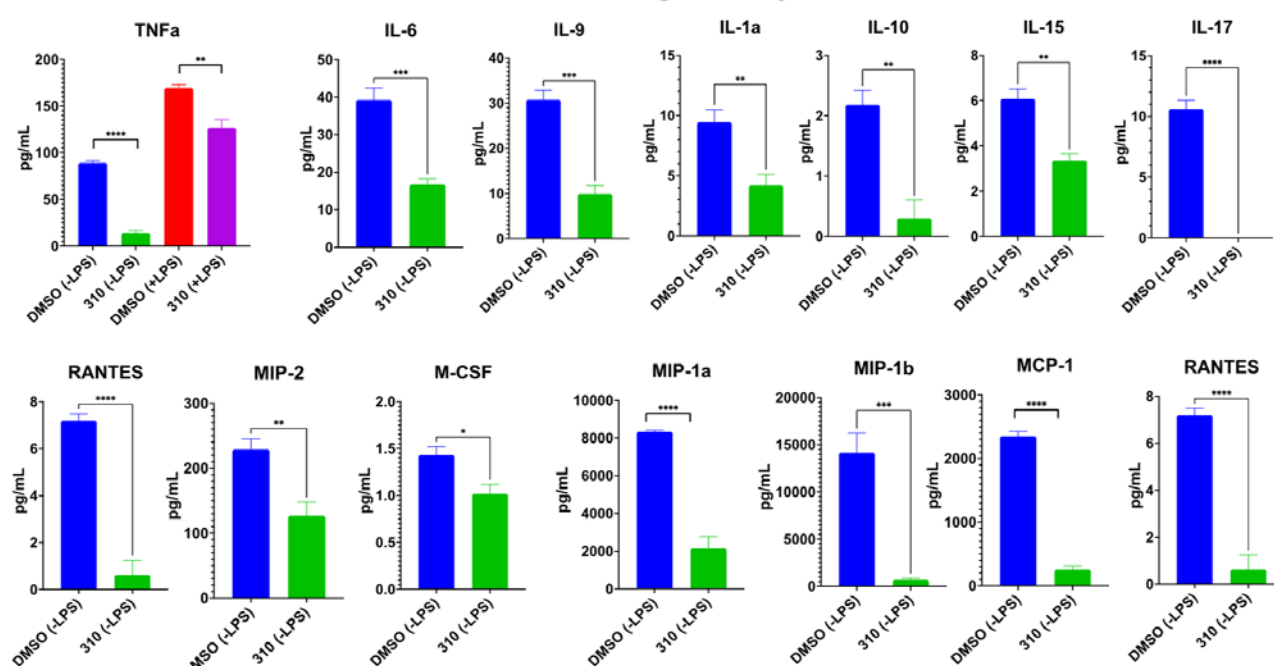 TNFa
IL-6
IL-9
IL-1a
IL-10
IL-15
IL-17
pg/mL
200
150
100
50
0
**
****
DMSO (-LPS)
310 (-LPS)
DMSO (+LPS)
310 (+LPS)
pg/mL
50
40
30
20
10
0
***
DMSO (-LPS)
310 (-LPS)
pg/mL
40
30
20
10
0
***
DMSO (-LPS)
310 (-LPS)
pg/mL
15
10
5
0
**
DMSO (-LPS)
310 (-LPS)
pg/mL
3
2
1
0
**
DMSO (-LPS)
310 (-LPS)
pg/mL
8
6
4
2
0
**
DMSO (-LPS)
310 (-LPS)
pg/mL
15
10
5
0
****
DMSO (-LPS)
310 (-LPS)
RANTES
MIP-2
M-CSF
MIP-1a
MIP-1b
MCP-1
RANTES
pg/mL
8
6
4
2
0
****
DMSO (-LPS)
310 (-LPS)
pg/mL
300
200
100
0
**
MSO (-LPS)
310 (-LPS)
pg/mL
2.0
1.5
1.0
0.5
0.0
*
DMSO (-LPS)
310 (-LPS)
pg/mL
10000
8000
6000
4000
2000
0
****
DMSO (-LPS)
310 (-LPS)
pg/mL
20000
15000
10000
5000
0
***
DMSO (-LPS)
310 (-LPS)
pg/mL
3000
2000
1000
0
****
DMSO (-LPS)
310 (-LPS)
pg/mL
8
6
4
2
0
****
DMSO (-LPS)
310 (-LPS)